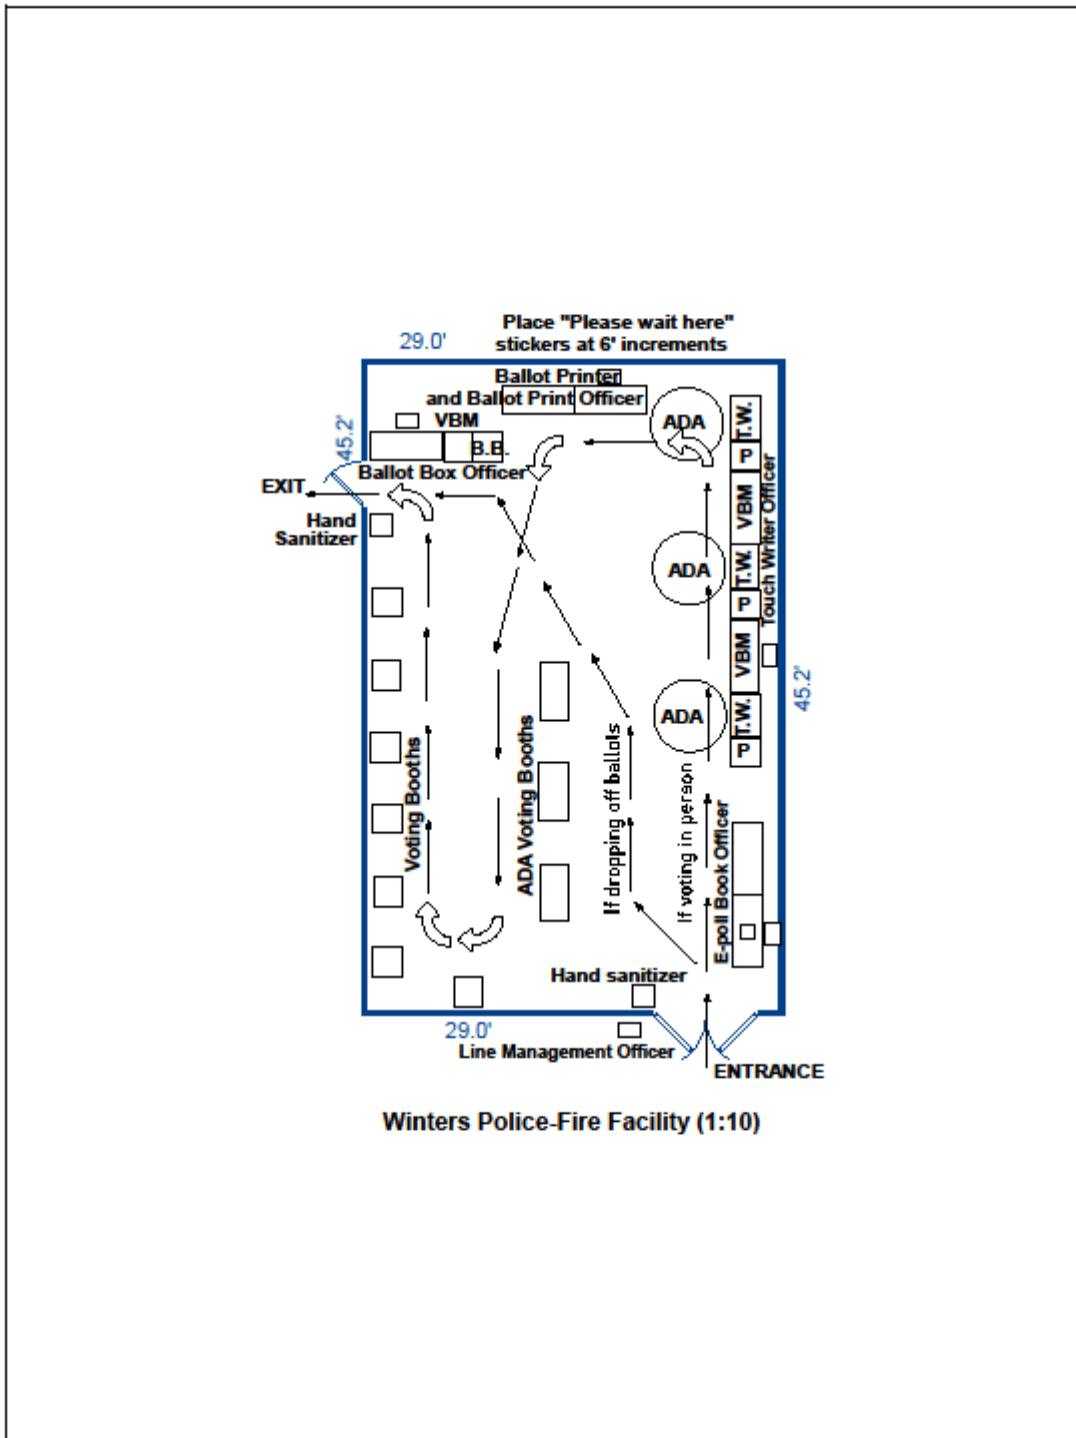 Place "Please wait here"
stickers at 6' increments
29.0'
Ballot Printer
and Ballot Print Officer
ADA
T.W.
P
VBM
B.B.
45.2'
Ballot Box Officer
EXIT
Hand
Sanitizer
VBM
Touch Writer Officer
ADA
T.W.
P
VBM
45.2'
ADA
T.W.
P
Voting Booths
ADA Voting Booths
If dropping off ballots
If voting in person
E-poll Book Officer
Hand sanitizer
29.0'
Line Management Officer
ENTRANCE
Winters Police-Fire Facility (1:10)